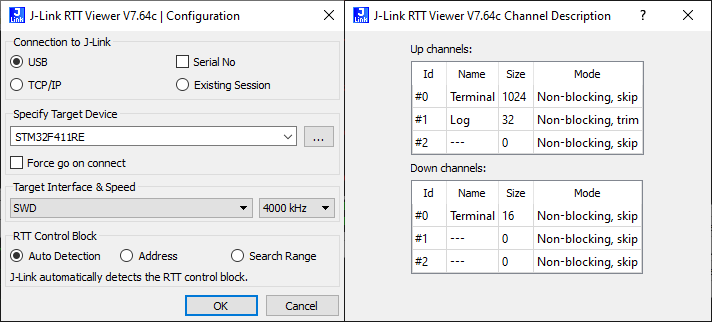 J-Link RTT Viewer V7.64c | Configuration
Connection to J-Link
USB
Serial No
TCP/IP
Existing Session
Specify Target Device
STM32F411RE
...
Force go on connect
Target Interface & Speed
SWD
4000 kHz
RTT Control Block
Auto Detection
Address
Search Range
J-Link automatically detects the RTT control block.
OK
Cancel
J-Link RTT Viewer V7.64c Channel Description
Up channels:
Id Name Size Mode
#0 Terminal 1024 Non-blocking, skip
#1 Log 32 Non-blocking, trim
#2 --- 0 Non-blocking, skip
Down channels:
Id Name Size Mode
#0 Terminal 16 Non-blocking, skip
#1 --- 0 Non-blocking, skip
#2 --- 0 Non-blocking, skip